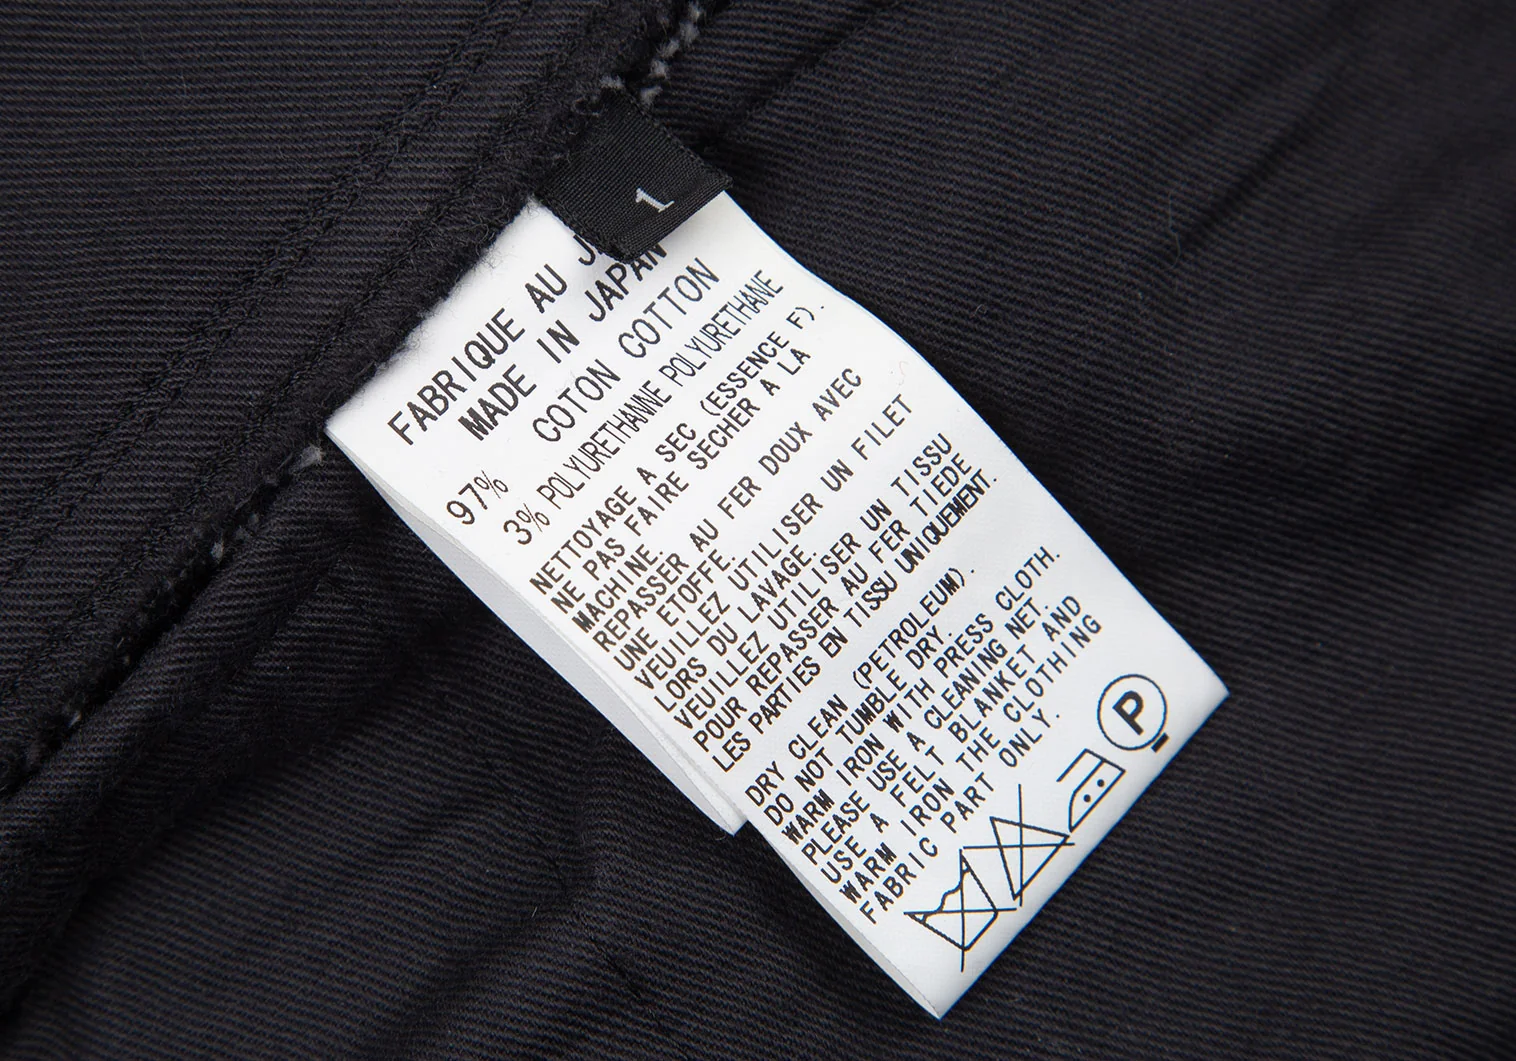 1
FABRIQUE AU
MADE IN JAPAN
97% COTON COTTON
3% POLYURETHANNE POLYURETHANE
NETTOYAGE A SEC (ESSENCE F).
NE PAS FAIRE SECHER A LA
MACHINE.
REPASSER AU FER DOUX AVEC
UNE ETOFFE.
VEUILLEZ UTILISER UN FILET
LORS DU LAVAGE.
VEUILLEZ UTILISER UN TISSU
POUR REPASSER AU FER TIEDE
LES PARTIES EN TISSU UNIQUEMENT.
DRY CLEAN (PETROLEUM).
DO NOT TUMBLE DRY.
WARM IRON WITH PRESS CLOTH.
PLEASE USE A CLEANING NET.
USE A FELT BLANKET AND
WARM IRON THE CLOTHING
FABRIC PART ONLY.
P